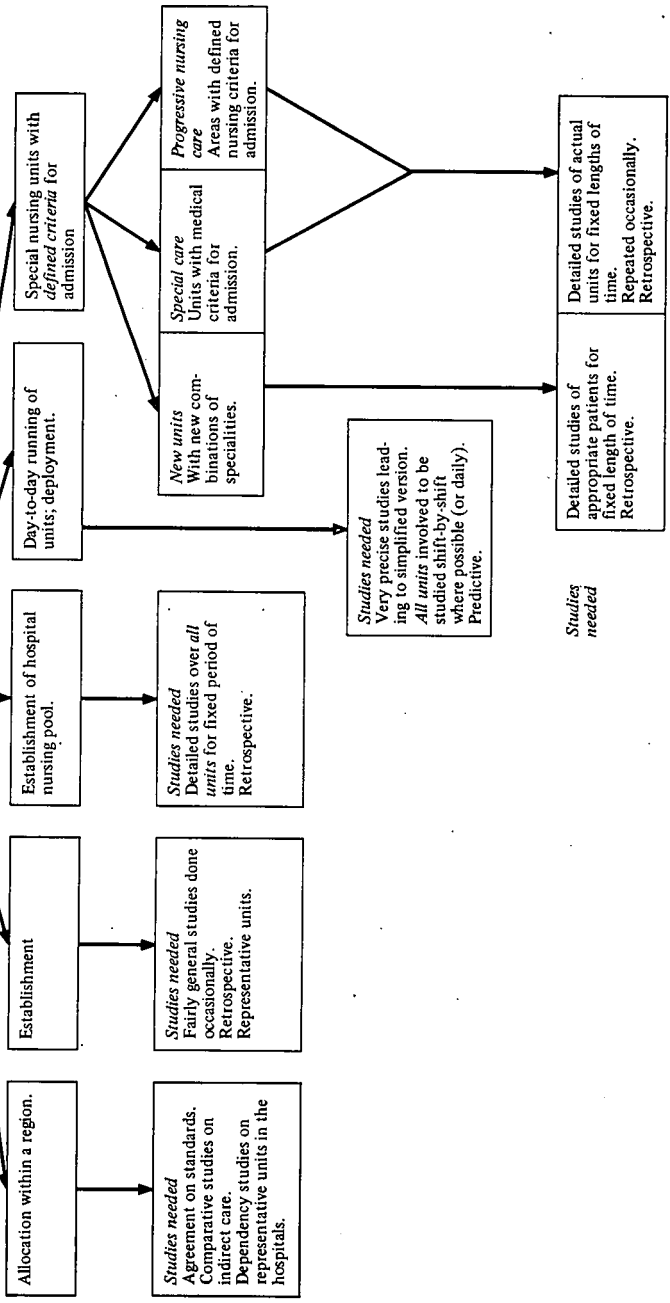 Allocation within a region.
Studies needed
Agreement on standards.
Comparative studies on
indirect care.
Dependency studies on
representative units in the
hospitals.
Establishment
Studies needed
Fairly general studies done
occasionally.
Retrospective.
Representative units.
Establishment of hospital
nursing pool.
Studies needed
Detailed studies over all
units for fixed period of
time.
Retrospective.
Day-to-day running of
units; deployment.
Studies needed
Very precise studies lead-
ing to simplified version.
All units involved to be
studied shift-by-shift
where possible (or daily).
Predictive.
Special nursing units with
defined criteria for
admission
New units
With new com-
binations of
specialities.
Special care
Units with medical
criteria for
admission.
Progressive nursing
care
Areas with defined
nursing criteria for
admission.
Studies
needed
Detailed studies of
appropriate patients for
fixed length of time.
Retrospective.
Detailed studies of actual
units for fixed lengths of
time.
Repeated occasionally.
Retrospective.